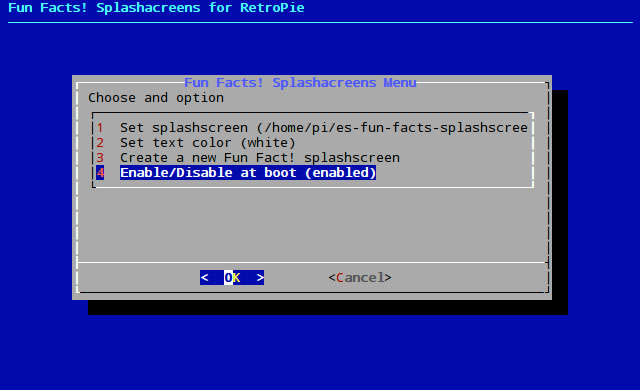 Fun Facts! Splashacreens for RetroPie
Fun Facts! Splashacreens Menu
Choose and option
1 Set splashscreen (/home/pi/es-fun-facts-splashscree
2 Set text color (white)
3 Create a new Fun Fact! splashscreen
4 Enable/Disable at boot (enabled)
< OK > <Cancel>